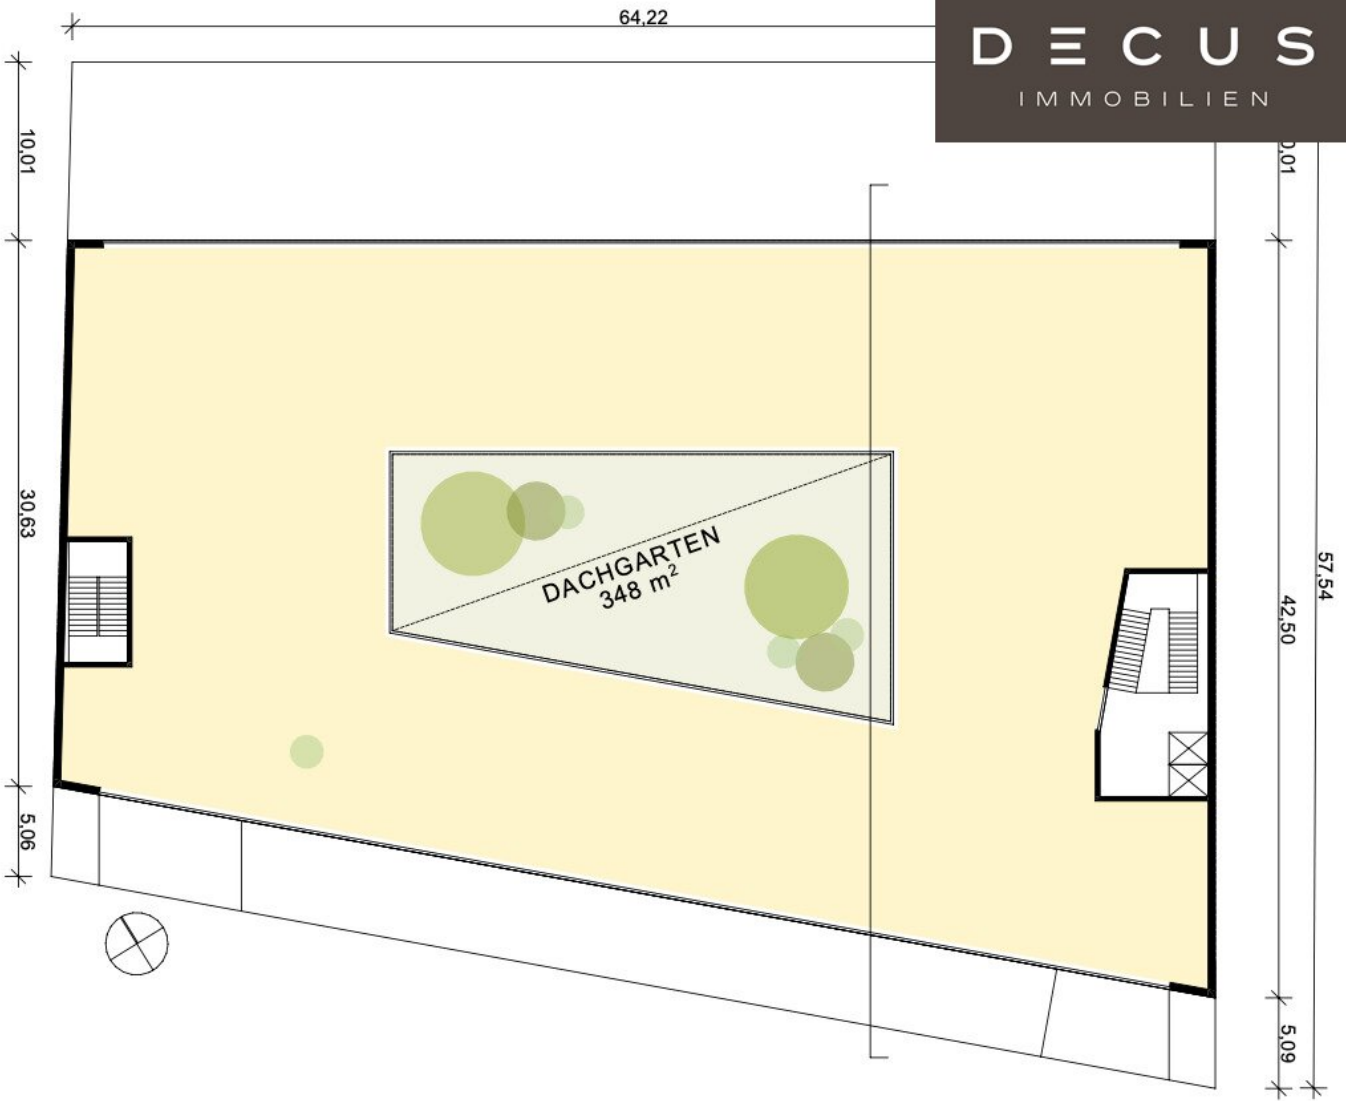 64,22
DECUS
IMMOBILIEN
10,01
0,01
30,63
DACHGARTEN
348 m²
57,54
42,50
5,06
5,09